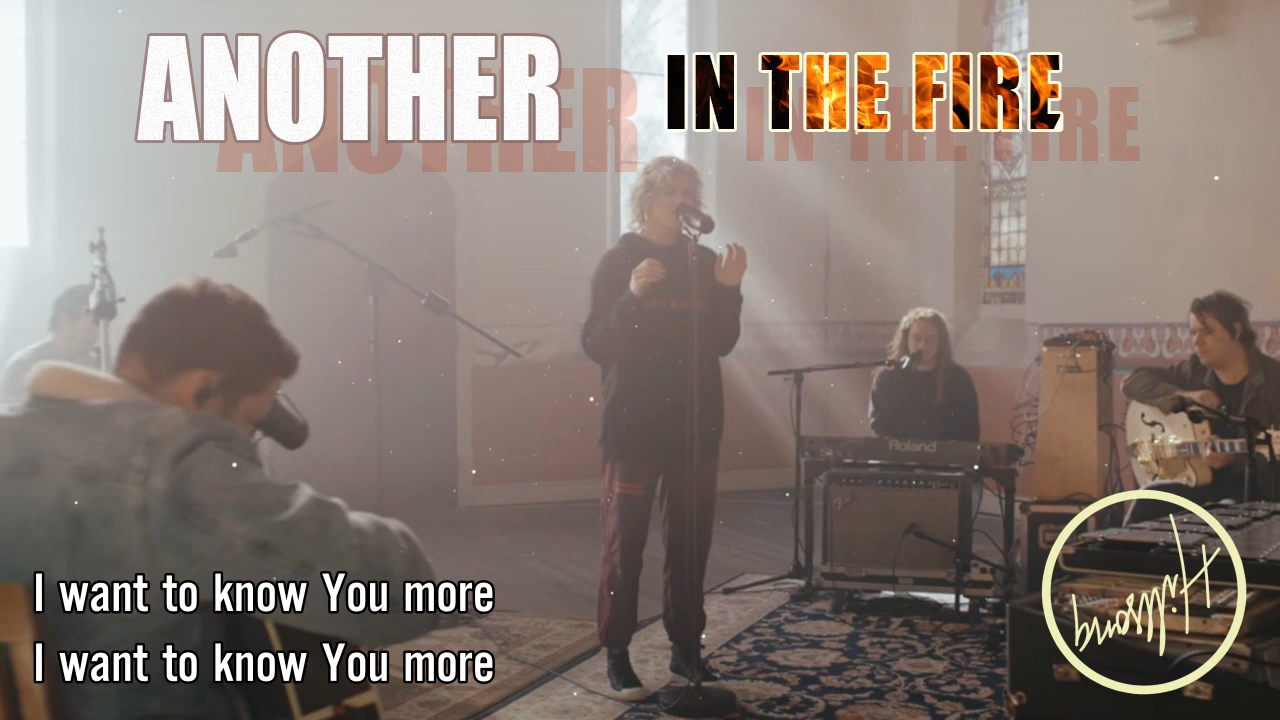 ANOTHER IN THE FIRE
ANOTHER IN THE FIRE
Roland
Hillsong
I want to know You more
I want to know You more